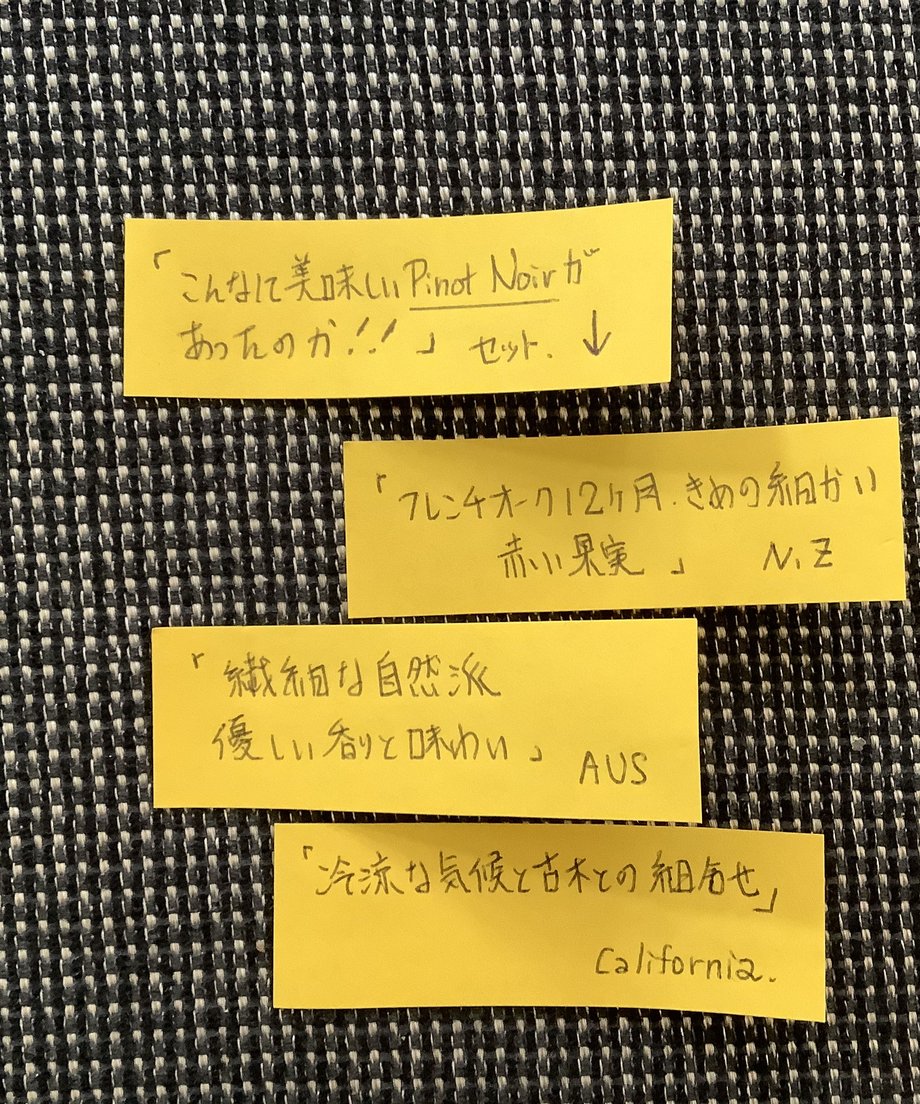 「こんなに美味しいPinot Noirが
あったのか!!」 セット. ↓
「フレンチオーク12ヶ月.きめの細かい
赤い果実」 N.Z
「繊細な自然派
優しい香りと味わい」
AUS
「冷涼な気候と古木との組合せ」
California.